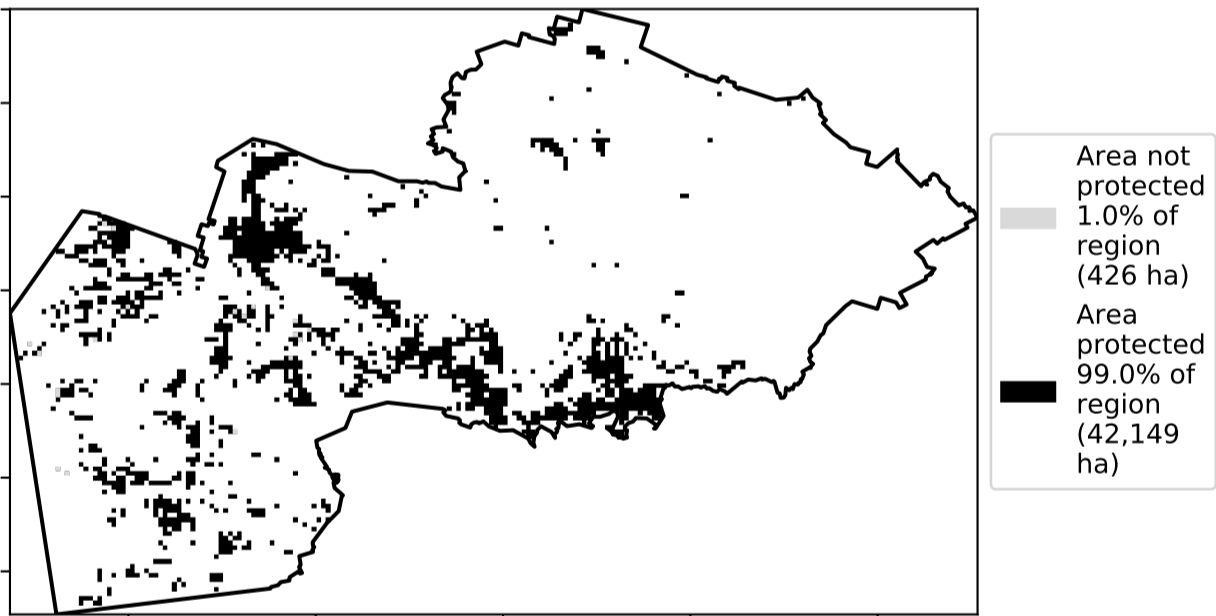 Area not
protected
1.0% of
region
(426 ha)
Area
protected
99.0% of
region
(42,149
ha)